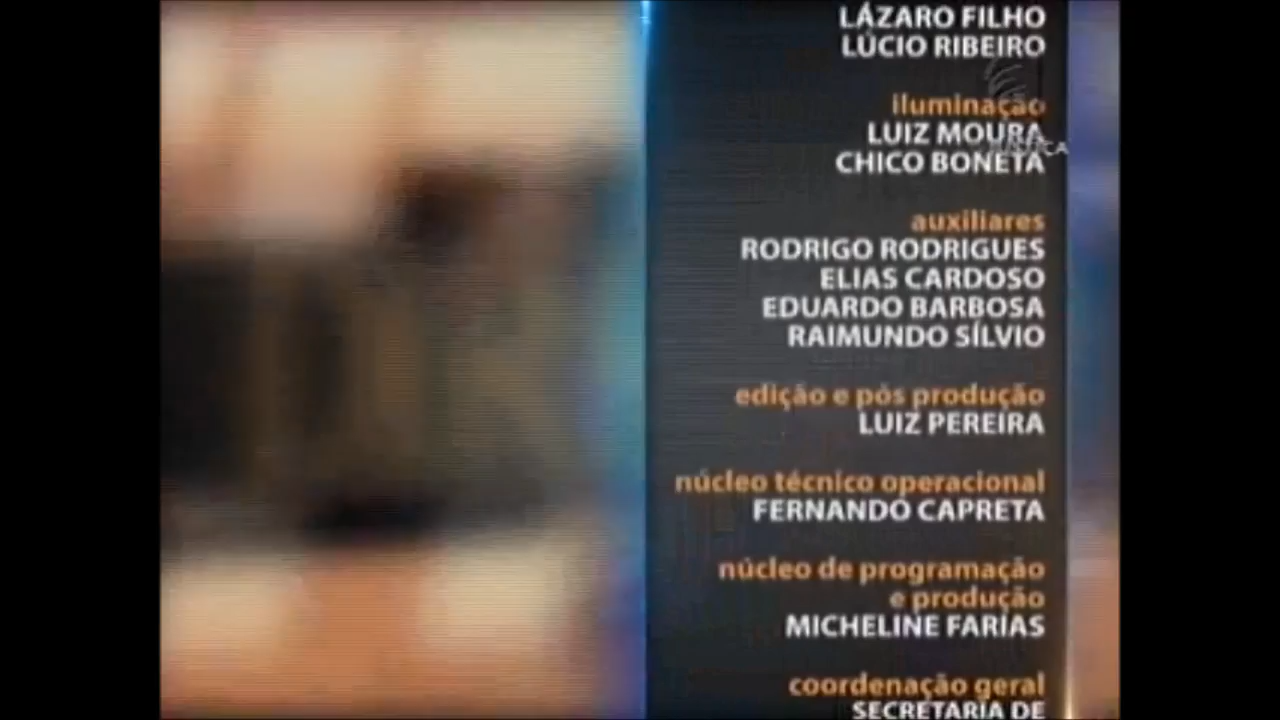 LÁZARO FILHO
LÚCIO RIBEIRO
iluminação
LUIZ MOURA
CHICO BONETA
auxiliares
RODRIGO RODRIGUES
ELIAS CARDOSO
EDUARDO BARBOSA
RAIMUNDO SÍLVIO
edição e pós produção
LUIZ PEREIRA
núcleo técnico operacional
FERNANDO CAPRETA
núcleo de programação
e produção
MICHELINE FARIAS
coordenação geral
SECRETARIA DE